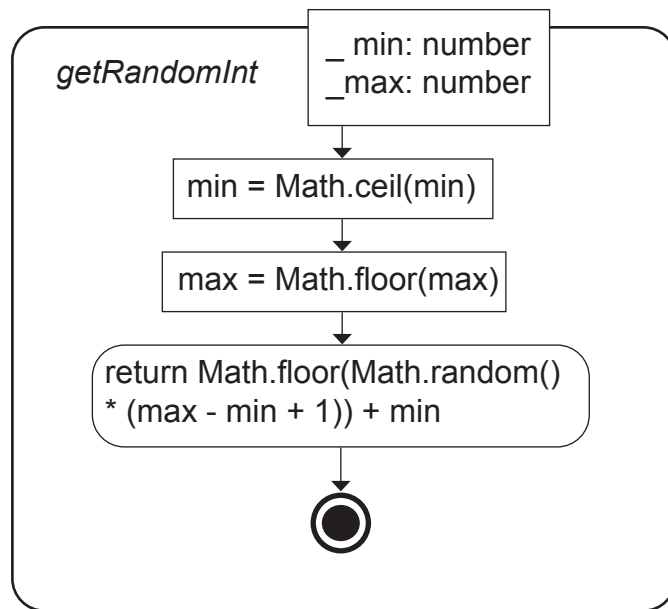 getRandomInt
_ min: number
_max: number
min = Math.ceil(min)
max = Math.floor(max)
return Math.floor(Math.random()
* (max - min + 1)) + min